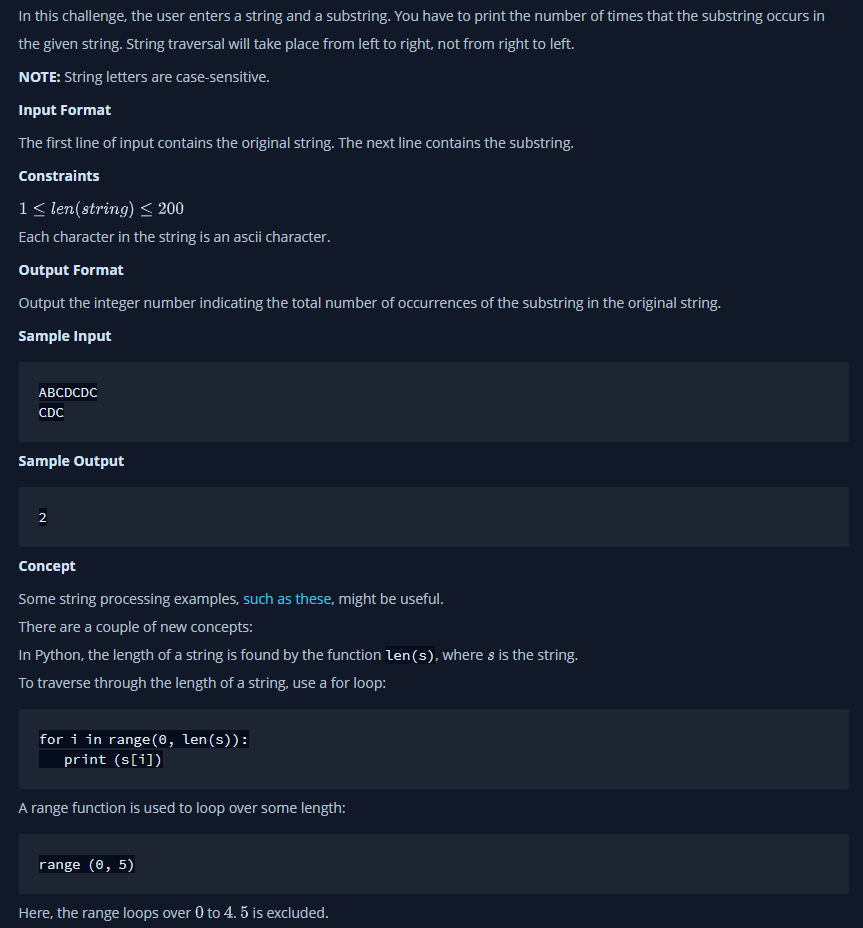 In this challenge, the user enters a string and a substring. You have to print the number of times that the substring occurs in
the given string. String traversal will take place from left to right, not from right to left.
NOTE: String letters are case-sensitive.
Input Format
The first line of input contains the original string. The next line contains the substring.
Constraints
1 ≤ len(string) ≤ 200
Each character in the string is an ascii character.
Output Format
Output the integer number indicating the total number of occurrences of the substring in the original string.
Sample Input
ABCDCDC
CDC
Sample Output
2
Concept
Some string processing examples, such as these, might be useful.
There are a couple of new concepts:
In Python, the length of a string is found by the function len(s), where s is the string.
To traverse through the length of a string, use a for loop:
for i in range(0, len(s)):
   print (s[i])
A range function is used to loop over some length:
range (0, 5)
Here, the range loops over 0 to 4. 5 is excluded.